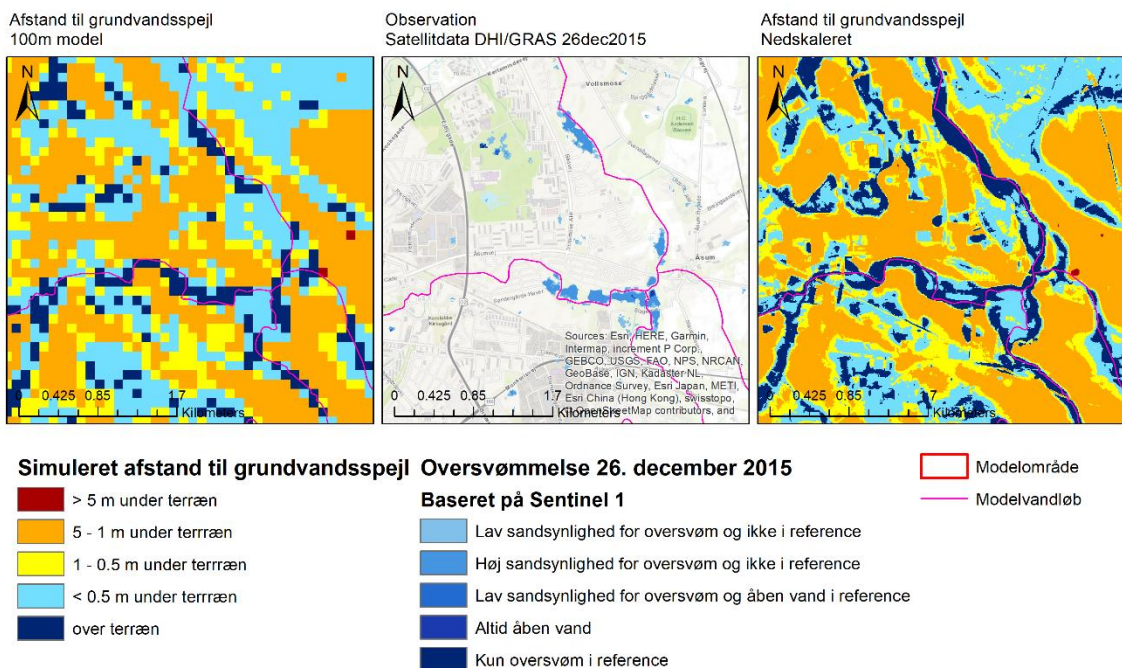 Afstand til grundvandsspejl
100m model
N
0 0.425 0.85 1.7
Kilometers
Observation
Satellitdata DHI/GRAS 26dec2015
N
Vollsmose
H.C.
Åsum
Sources: Esri, HERE, Garmin,
Intermap, increment P Corp.,
GEBCO, USGS, FAO, NPS, NRCAN,
GeoBase, IGN, Kadaster NL,
Ordnance Survey, Esri Japan, METI,
Esri China (Hong Kong), swisstopo,
OpenStreetMap contributors, and
0 0.425 0.85 1.7
Kilometers
Afstand til grundvandsspejl
Nedskaleret
N
0 0.425 0.85 1.7
Kilometers
Simuleret afstand til grundvandsspejl
> 5 m under terræn
5 - 1 m under terrræn
1 - 0.5 m under terrræn
< 0.5 m under terrræn
over terræn
Oversvømmelse 26. december 2015
Baseret på Sentinel 1
Lav sandsynlighed for oversvøm og ikke i reference
Høj sandsynlighed for oversvøm og ikke i reference
Lav sandsynlighed for oversvøm og åben vand i reference
Altid åben vand
Kun oversvøm i reference
Modelområde
Modelvandløb